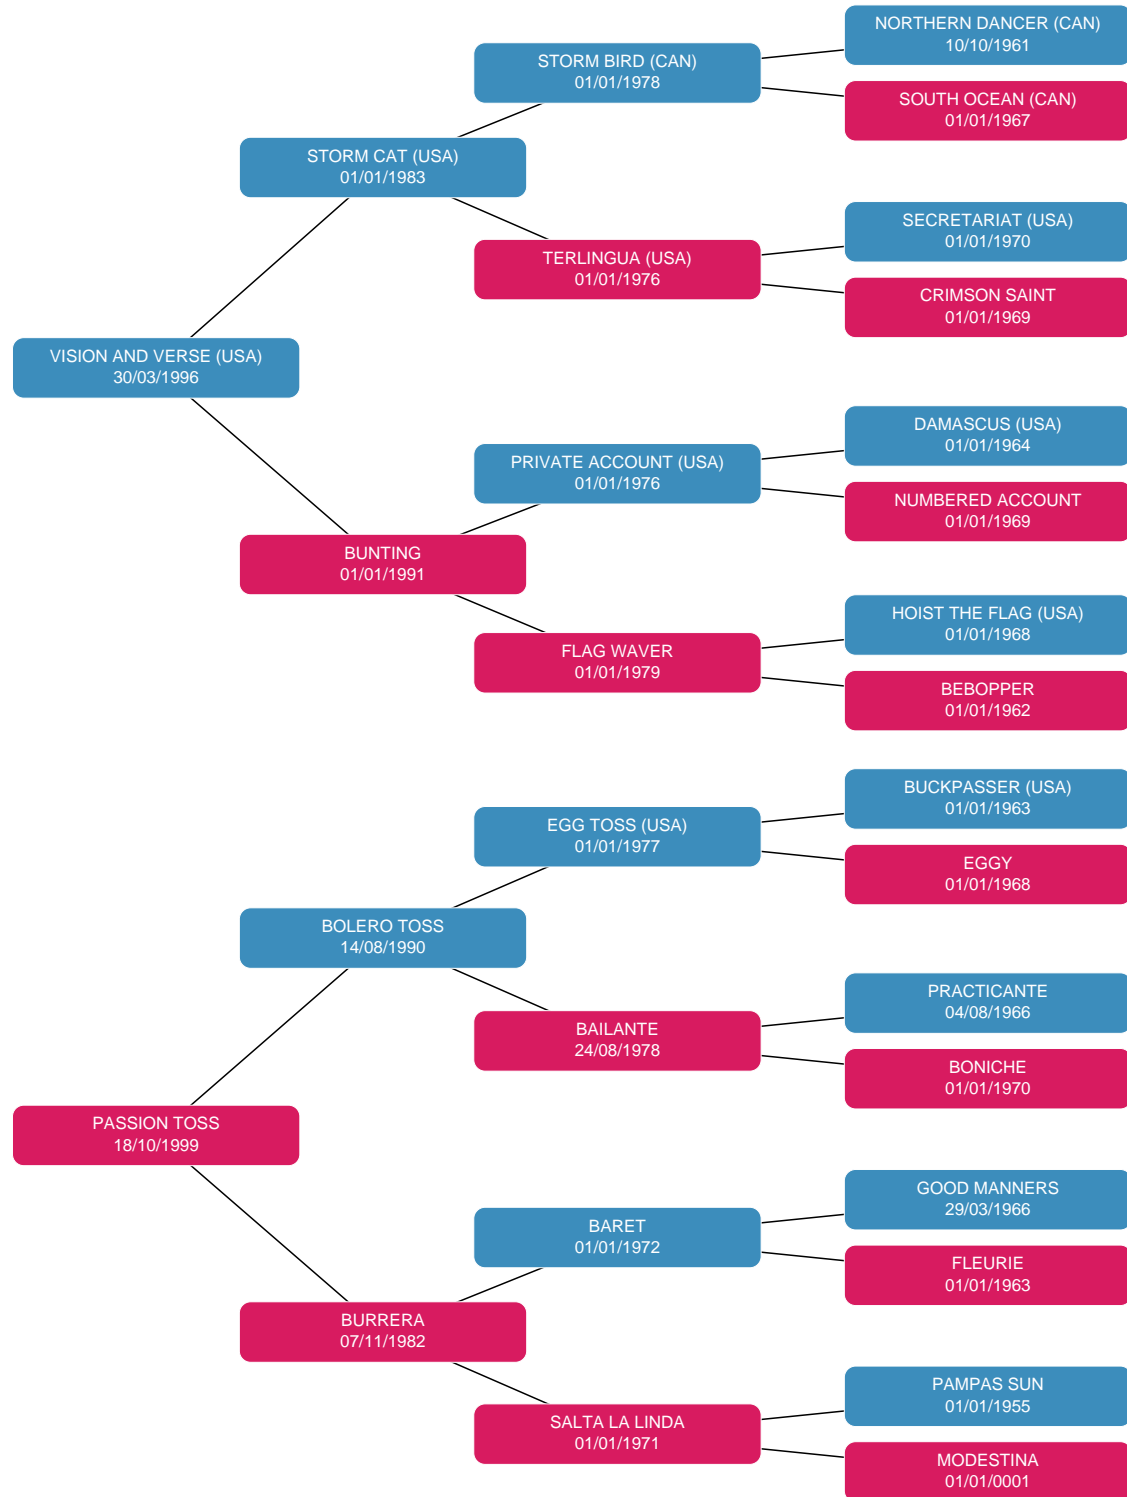 NORTHERN DANCER (CAN)
10/10/1961
STORM BIRD (CAN)
01/01/1978
SOUTH OCEAN (CAN)
01/01/1967
STORM CAT (USA)
01/01/1983
SECRETARIAT (USA)
01/01/1970
TERLINGUA (USA)
01/01/1976
CRIMSON SAINT
01/01/1969
VISION AND VERSE (USA)
30/03/1996
DAMASCUS (USA)
01/01/1964
PRIVATE ACCOUNT (USA)
01/01/1976
NUMBERED ACCOUNT
01/01/1969
BUNTING
01/01/1991
HOIST THE FLAG (USA)
01/01/1968
FLAG WAVER
01/01/1979
BEBOPPER
01/01/1962
BUCKPASSER (USA)
01/01/1963
EGG TOSS (USA)
01/01/1977
EGGY
01/01/1968
BOLERO TOSS
14/08/1990
PRACTICANTE
04/08/1966
BAILANTE
24/08/1978
BONICHE
01/01/1970
PASSION TOSS
18/10/1999
GOOD MANNERS
29/03/1966
BARET
01/01/1972
FLEURIE
01/01/1963
BURRERA
07/11/1982
PAMPAS SUN
01/01/1955
SALTA LA LINDA
01/01/1971
MODESTINA
01/01/0001